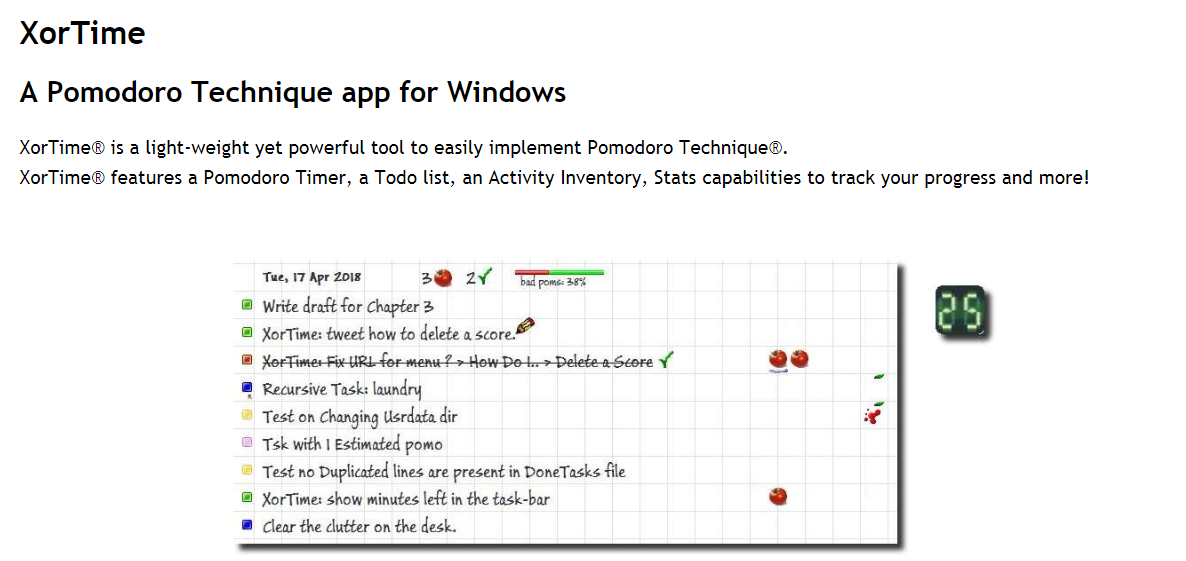 XorTime
A Pomodoro Technique app for Windows
XorTime® is a light-weight yet powerful tool to easily implement Pomodoro Technique®.
XorTime® features a Pomodoro Timer, a Todo list, an Activity Inventory, Stats capabilities to track your progress and more!
Tue, 17 Apr 2018 3 2 bad poms: 38%
25
Write draft for Chapter 3
XorTime: tweet how to delete a score.
XorTime: Fix URL for menu ? > How Do I.. > Delete a Score
Recursive Task: laundry
Test on Changing Usrdata dir
Tsk with 1 Estimated pomo
Test no Duplicated lines are present in DoneTasks file
XorTime: show minutes left in the task-bar
Clear the clutter on the desk.